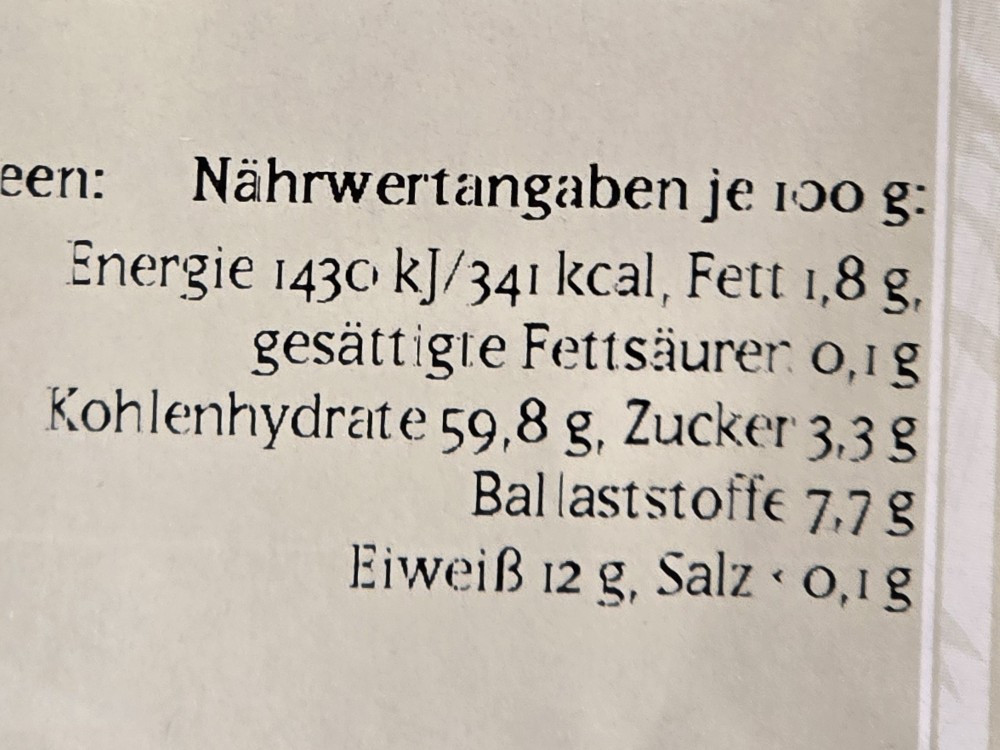 een: Nährwertangaben je 100 g:
Energie 1430 kJ/341 kcal, Fett 1,8 g,
gesättigte Fettsäuren 0,1 g
Kohlenhydrate 59,8 g, Zucker 3,3 g
Ballaststoffe 7,7 g
Eiweiß 12 g, Salz < 0,1 g